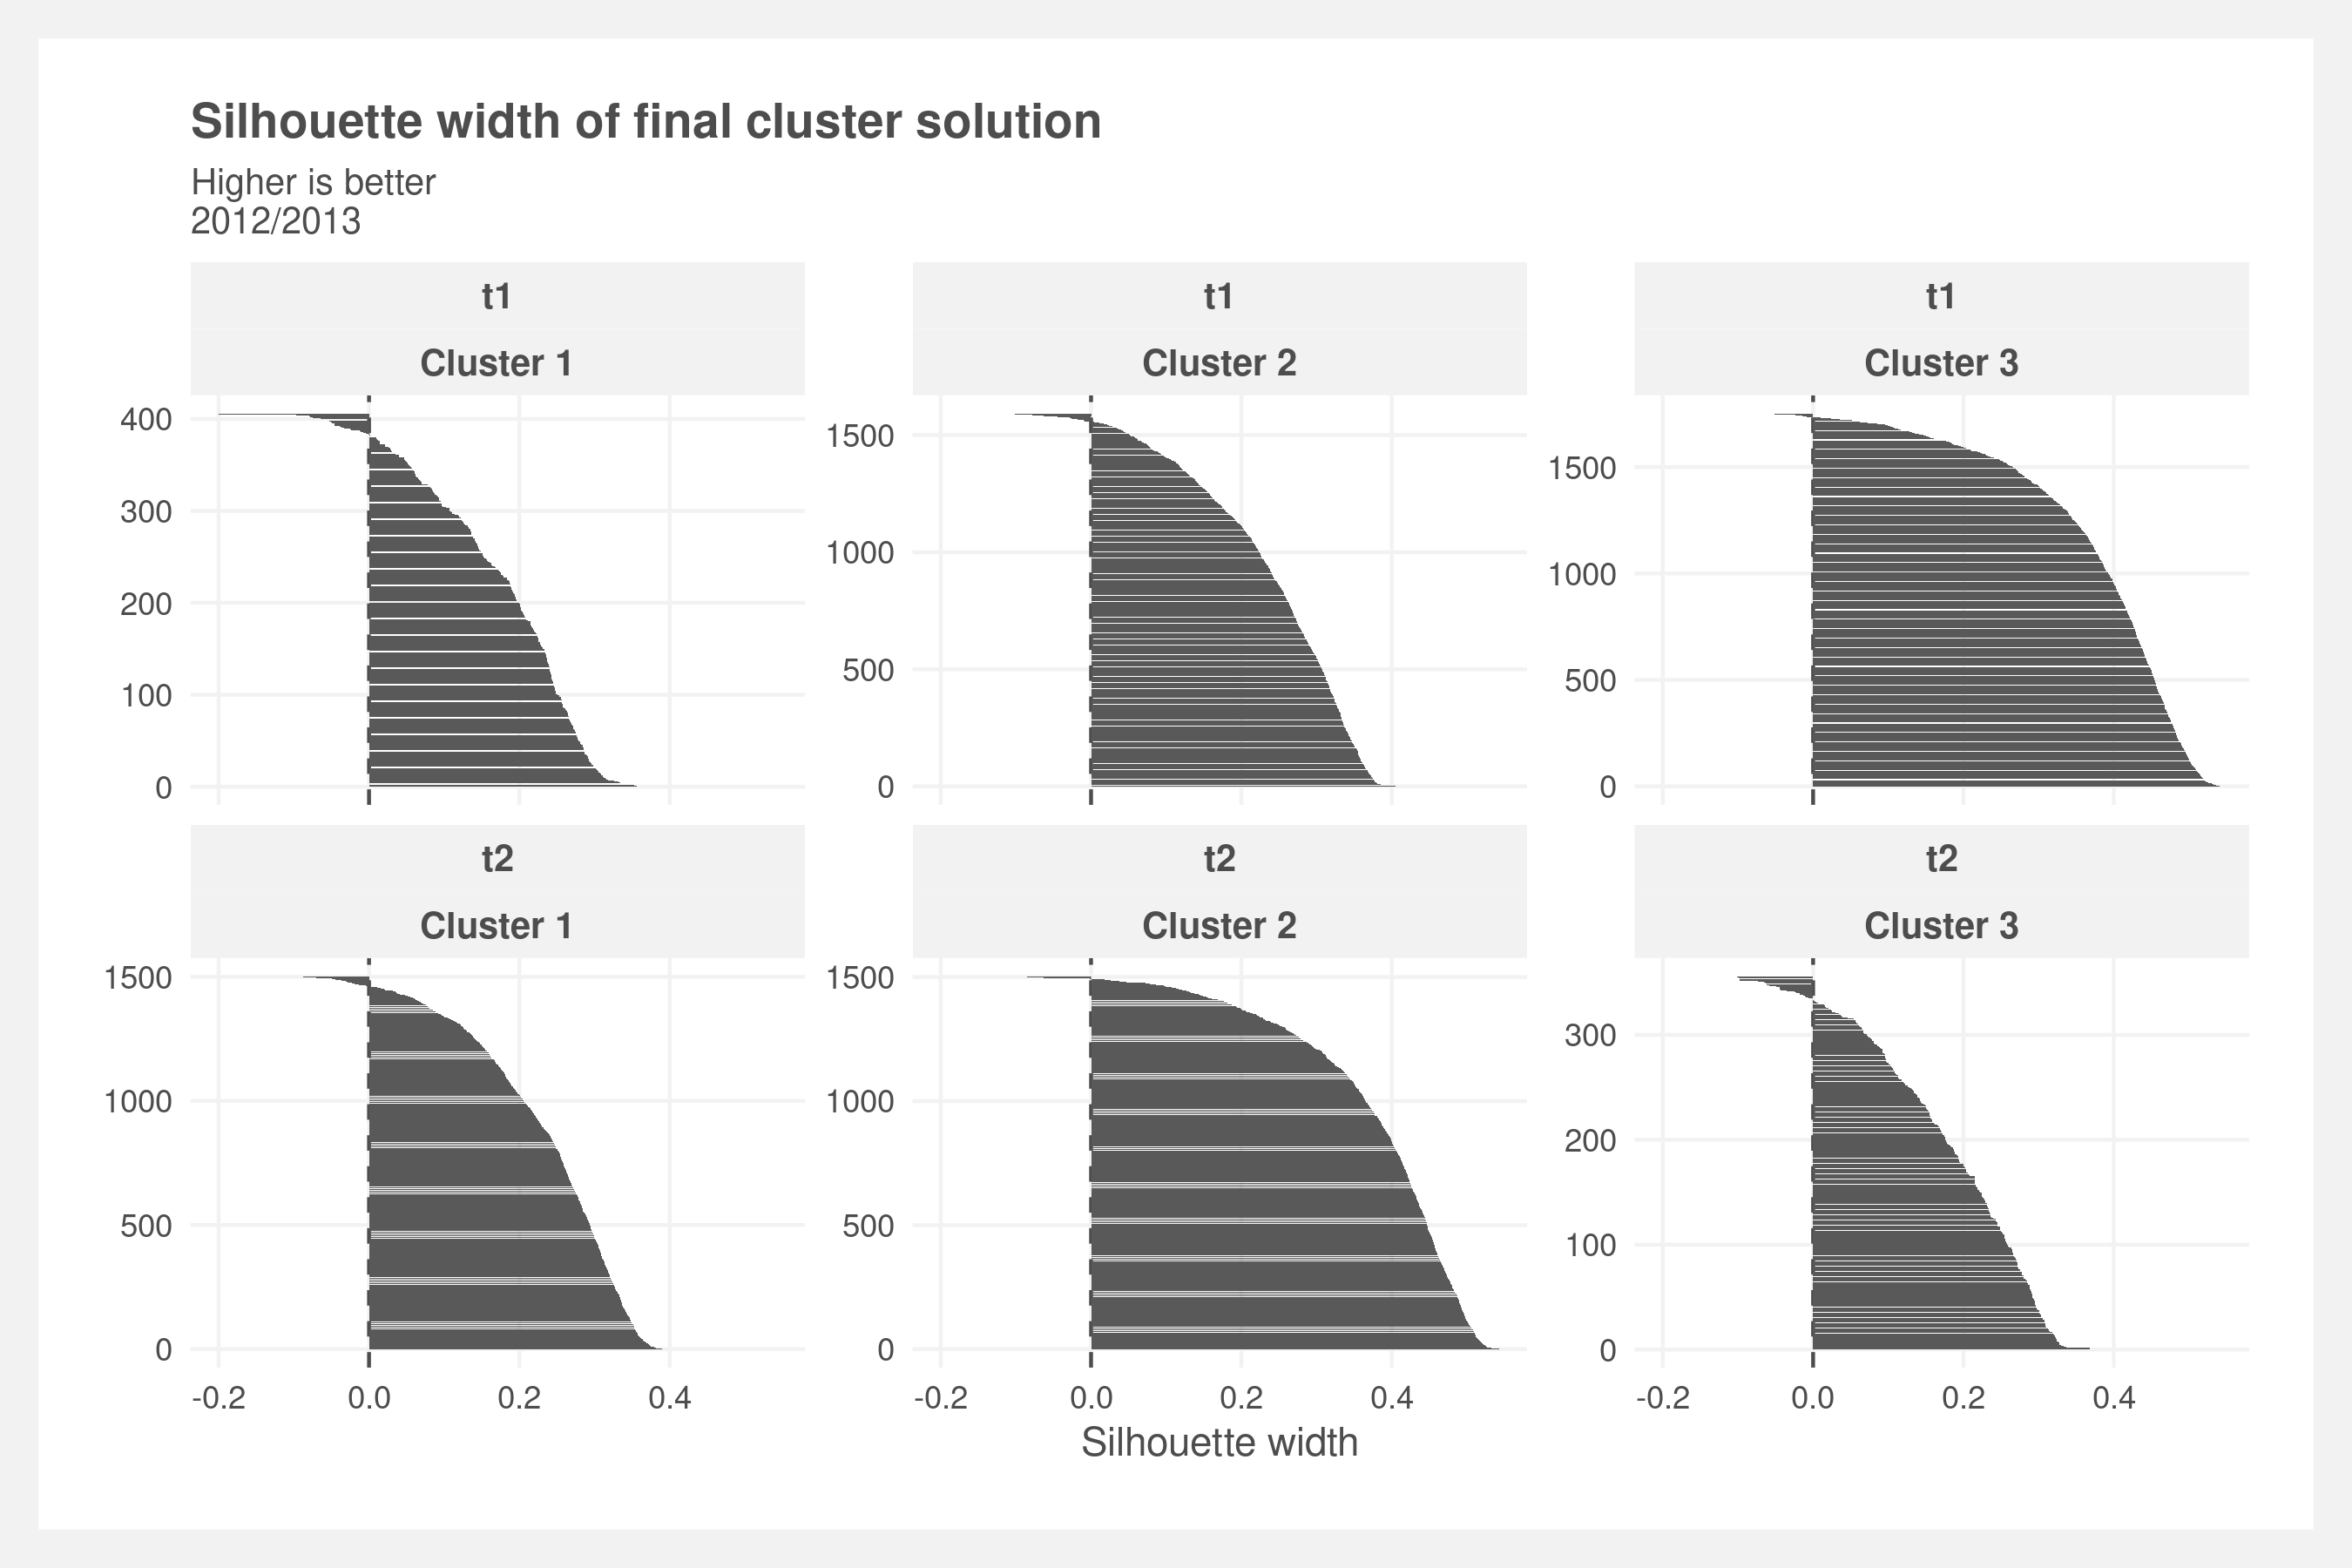 Silhouette width of final cluster solution
Higher is better
2012/2013
t1
Cluster 1
400
300
200
100
0
t1
Cluster 2
1500
1000
500
0
t1
Cluster 3
1500
1000
500
0
t2
Cluster 1
1500
1000
500
0
-0.2 0.0 0.2 0.4
t2
Cluster 2
1500
1000
500
0
-0.2 0.0 0.2 0.4
t2
Cluster 3
300
200
100
0
-0.2 0.0 0.2 0.4
Silhouette width